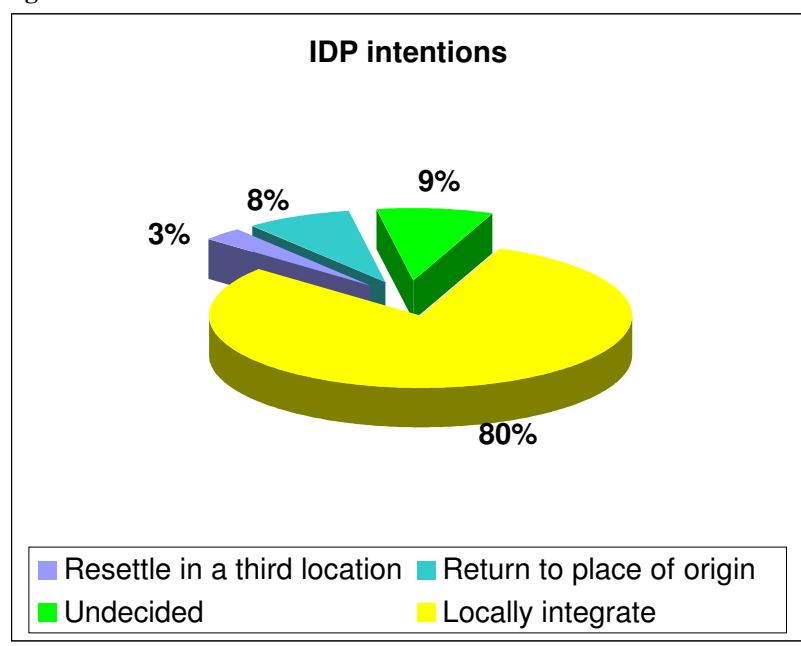 IDP intentions
9%
8%
3%
80%
Resettle in a third location
Return to place of origin
Undecided
Locally integrate